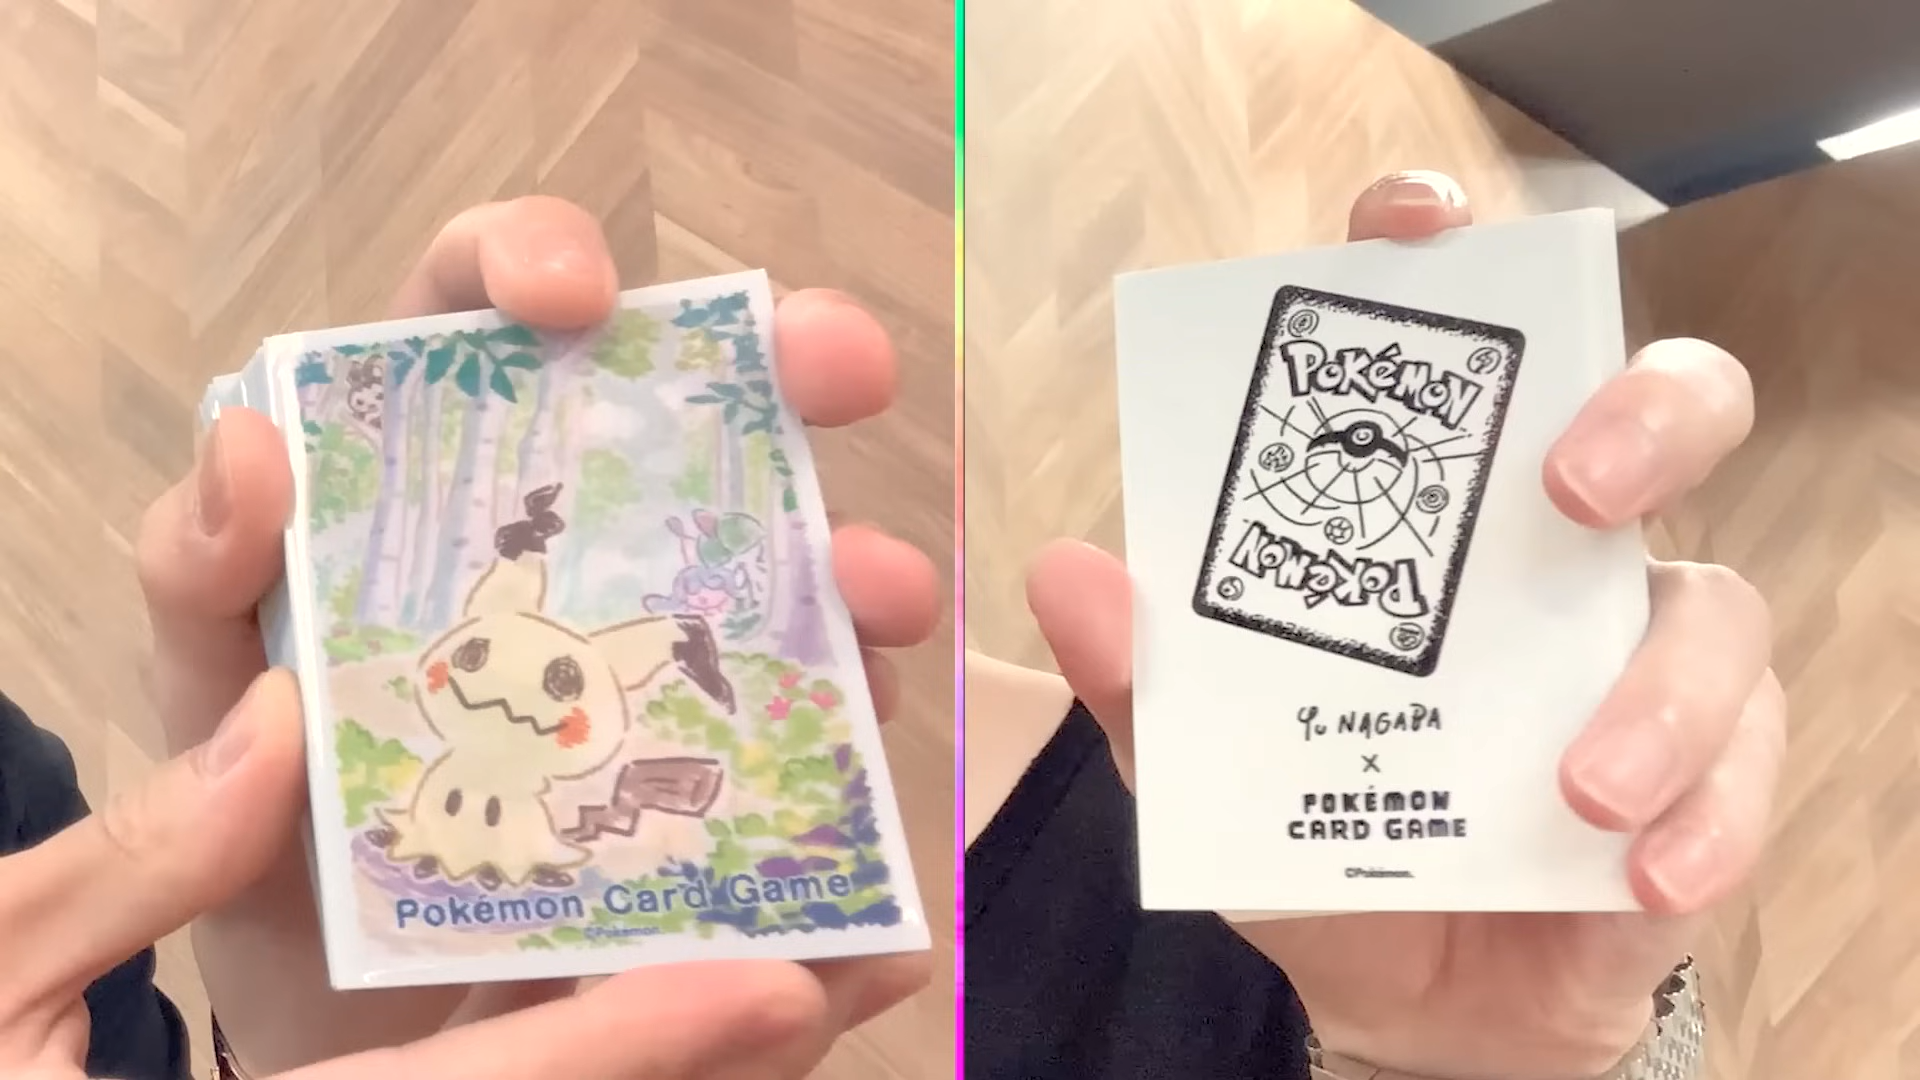 Pokémon Card Game
©Pokémon.
POKÉMON
POKÉMON
YU NAGABA
x
POKÉMON
CARD GAME
©Pokémon.